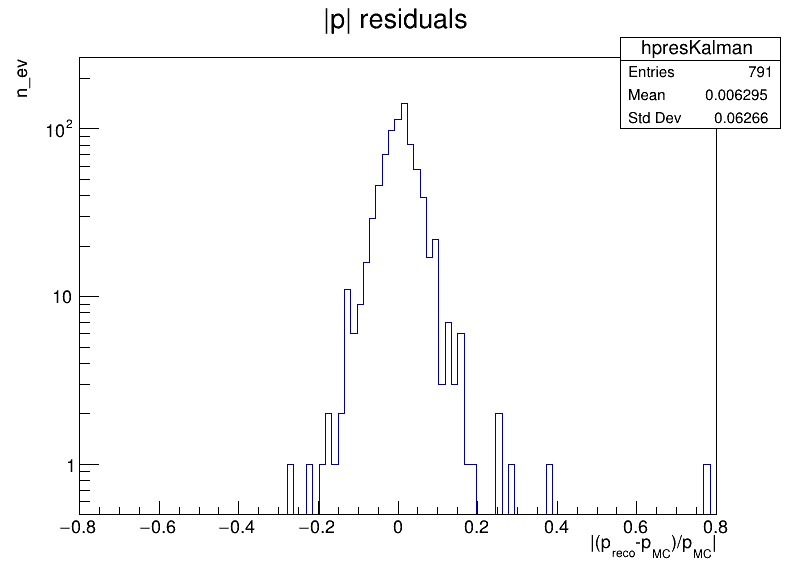 |p| residuals
hpresKalman
Entries 791
Mean 0.006295
Std Dev 0.06266
n_ev
10²
10
1
−0.8 −0.6 −0.4 −0.2 0 0.2 0.4 0.6 0.8
|(p_reco-p_MC)/p_MC|